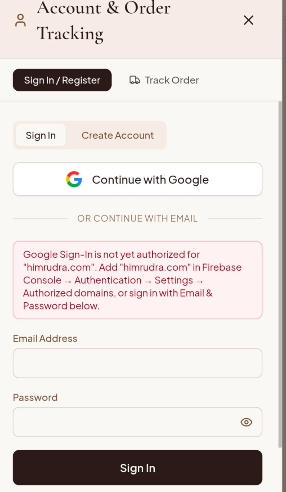 Account & Order
Tracking
Sign In / Register
Track Order
Sign In
Create Account
Continue with Google
OR CONTINUE WITH EMAIL
Google Sign-In is not yet authorized for
"himrudra.com". Add "himrudra.com" in Firebase
Console → Authentication → Settings →
Authorized domains, or sign in with Email &
Password below.
Email Address
Password
Sign In